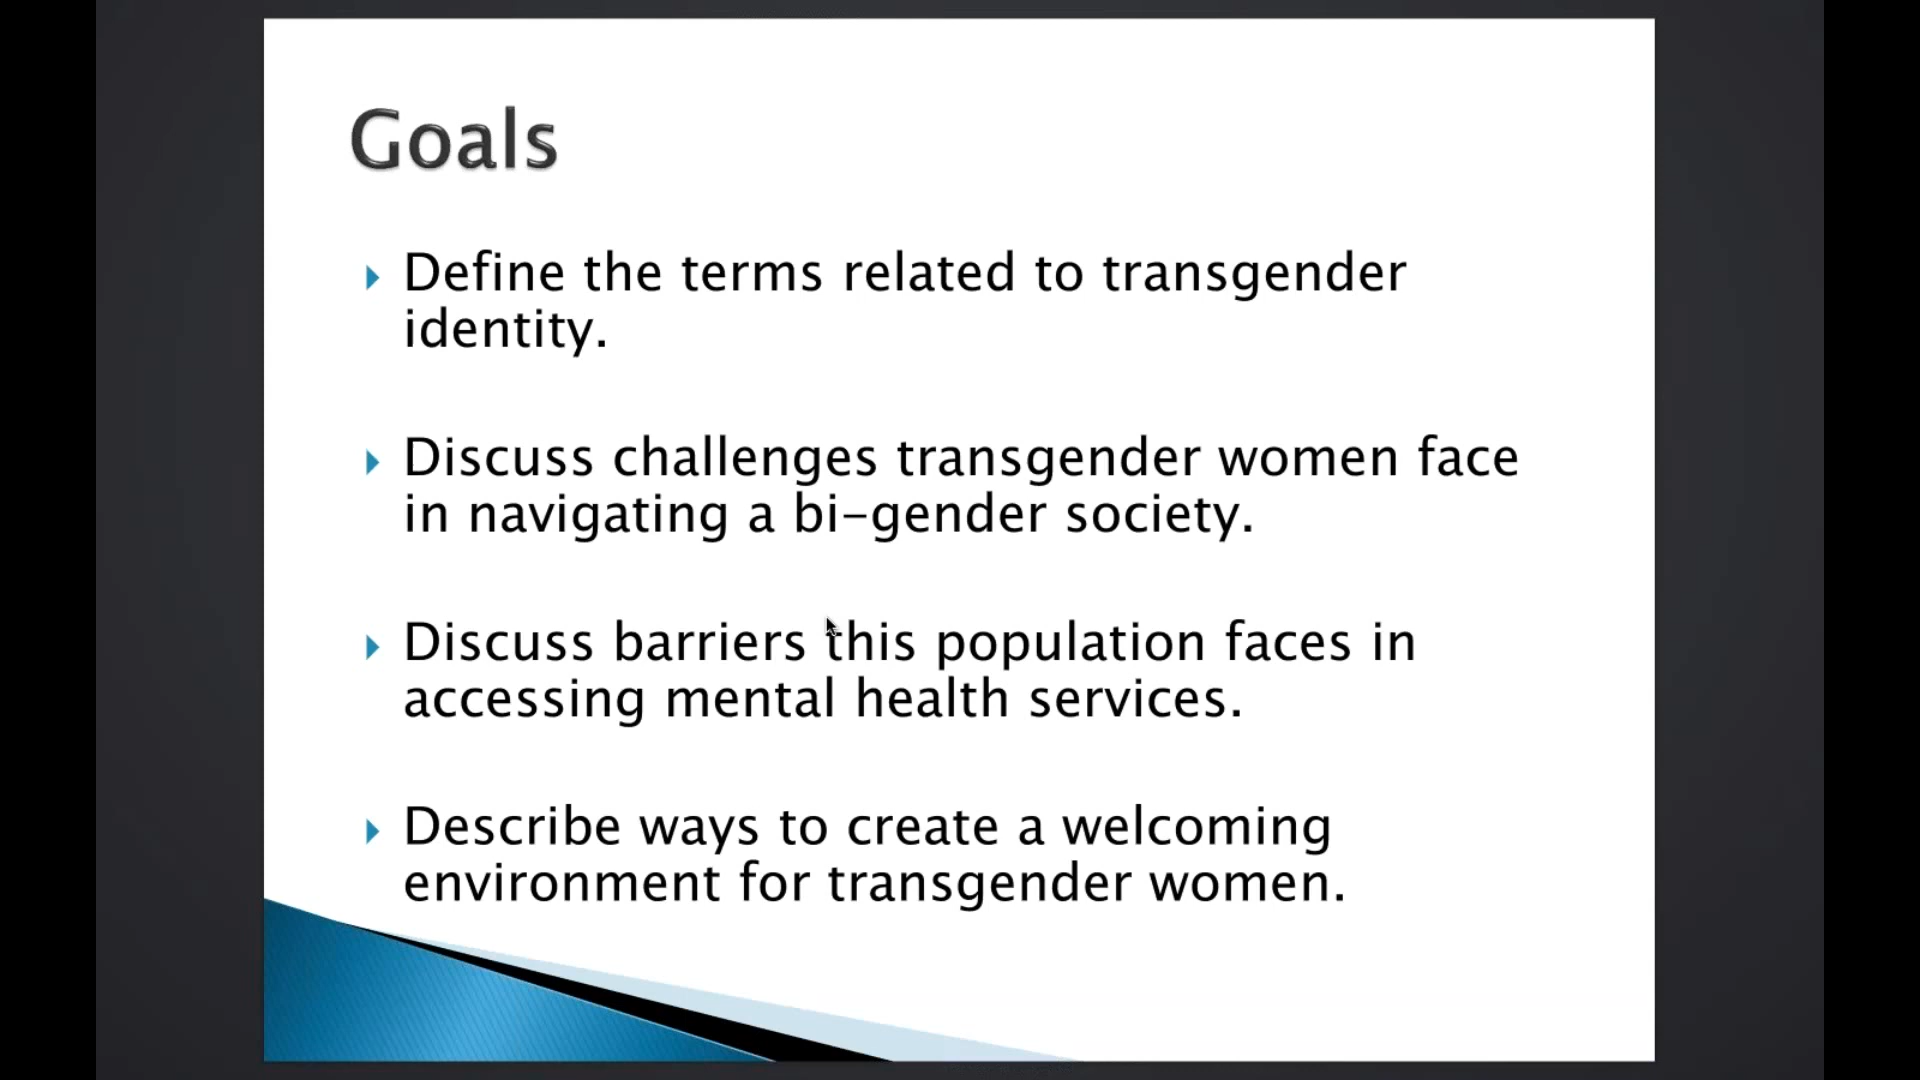 Goals
Define the terms related to transgender
identity.
Discuss challenges transgender women face
in navigating a bi-gender society.
Discuss barriers this population faces in
accessing mental health services.
Describe ways to create a welcoming
environment for transgender women.